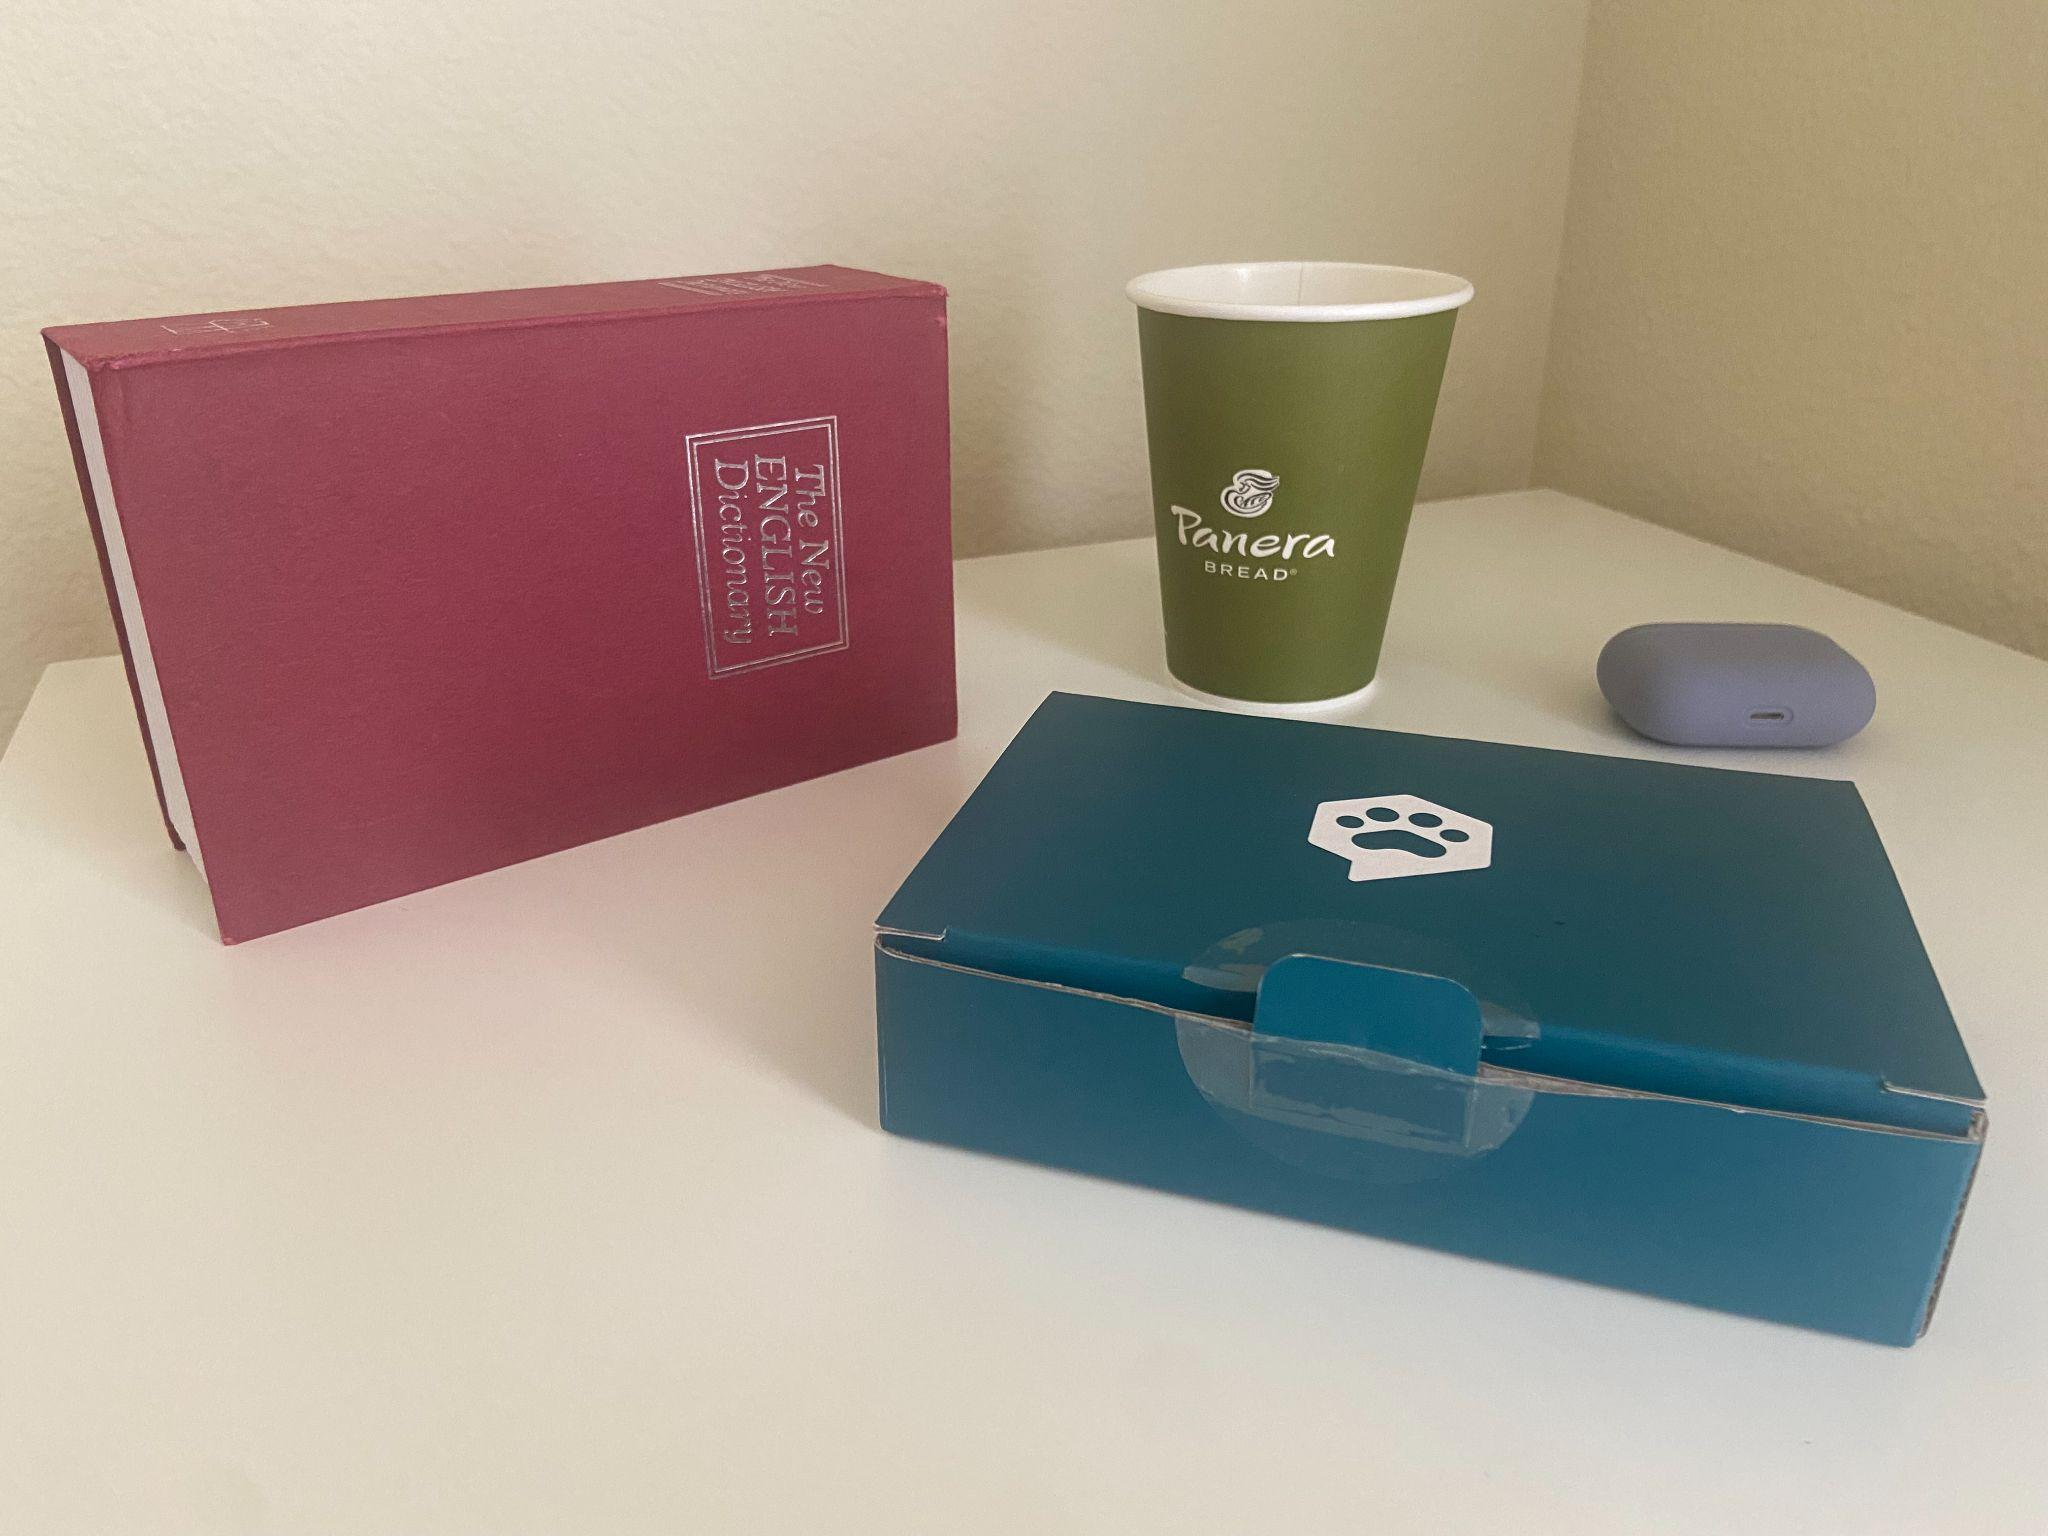 The New
ENGLISH
Dictionary
Panera
BREAD®